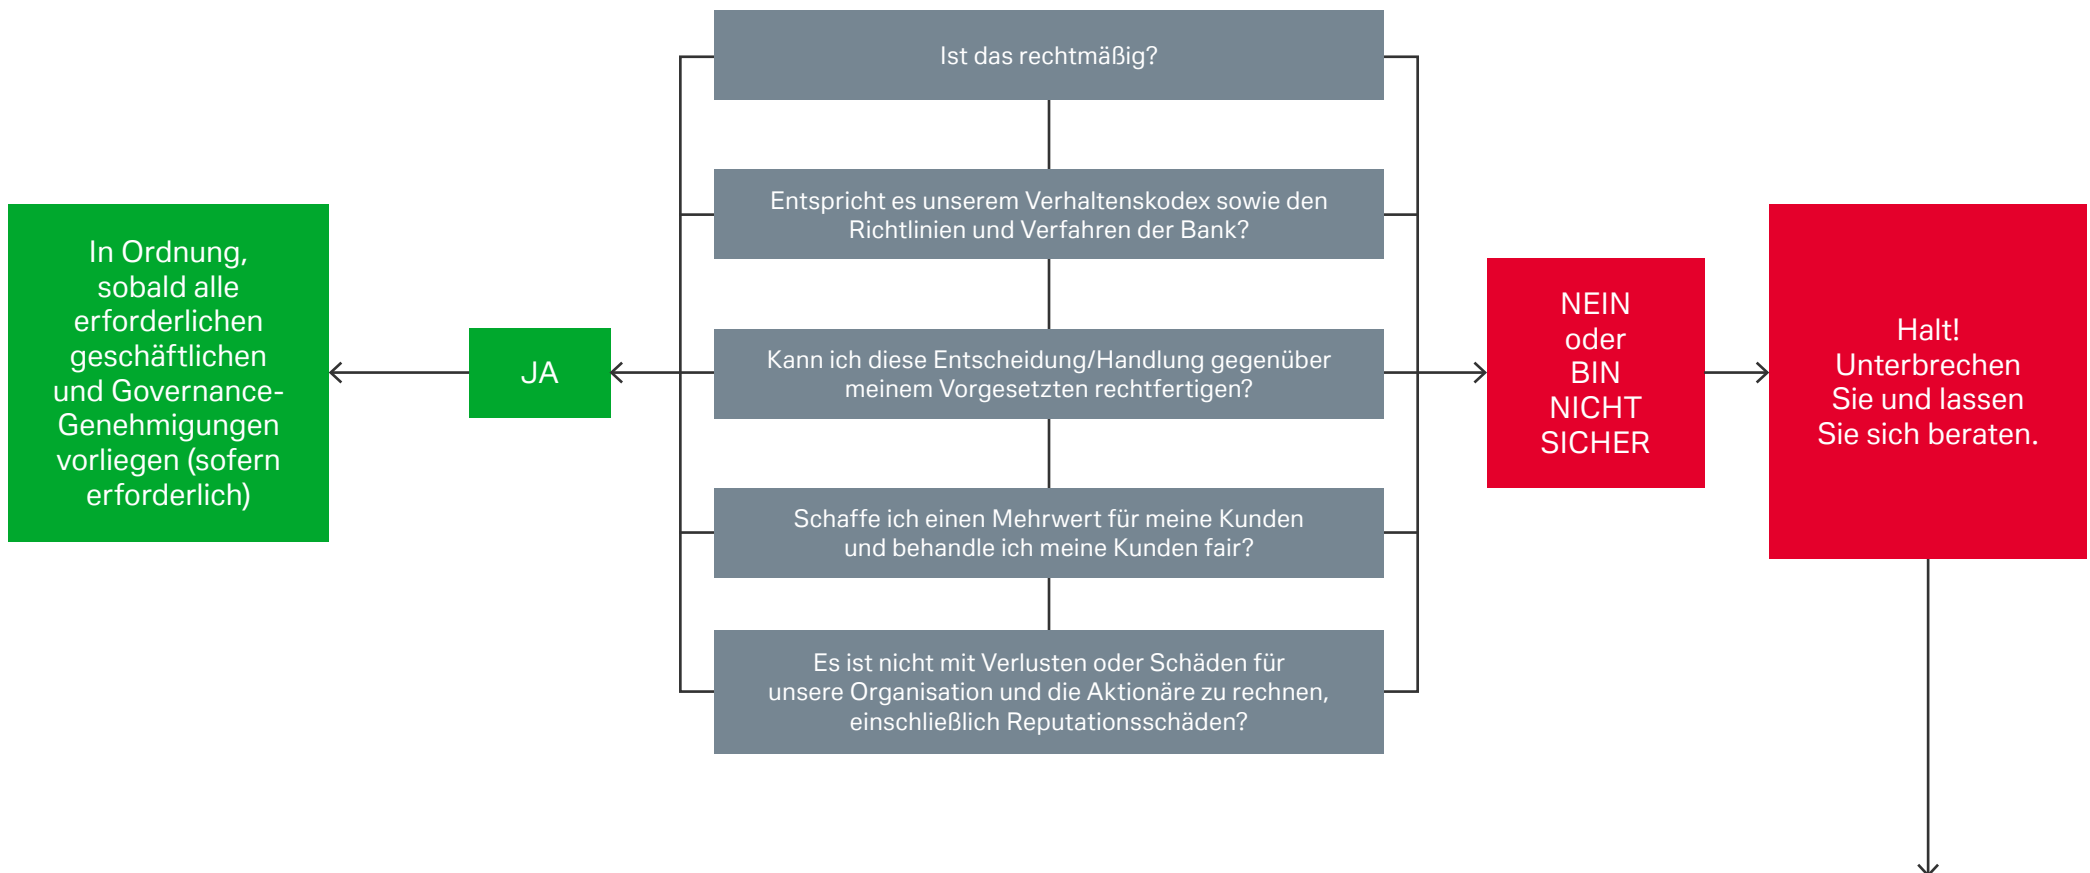 Ist das rechtmäßig?
Entspricht es unserem Verhaltenskodex sowie den
Richtlinien und Verfahren der Bank?
Kann ich diese Entscheidung/Handlung gegenüber
meinem Vorgesetzten rechtfertigen?
Schaffe ich einen Mehrwert für meine Kunden
und behandle ich meine Kunden fair?
Es ist nicht mit Verlusten oder Schäden für
unsere Organisation und die Aktionäre zu rechnen,
einschließlich Reputationsschäden?
JA
In Ordnung,
sobald alle
erforderlichen
geschäftlichen
und Governance-
Genehmigungen
vorliegen (sofern
erforderlich)
NEIN
oder
BIN
NICHT
SICHER
Halt!
Unterbrechen
Sie und lassen
Sie sich beraten.